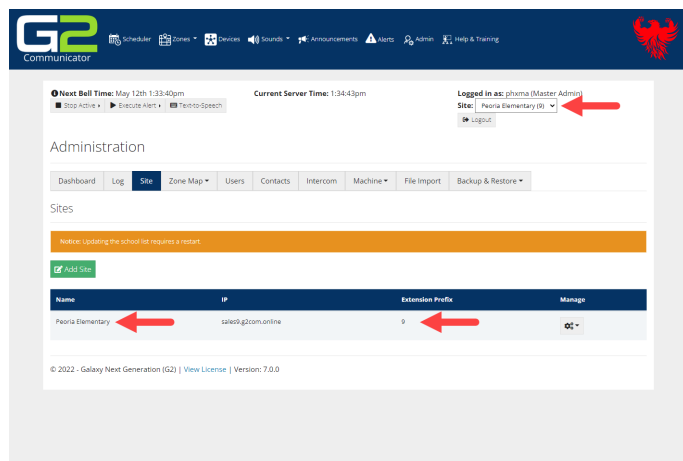 G2
Communicator
Scheduler Zones Devices Sounds Announcements Alerts Admin Help & Training
Next Bell Time: May 12th 1:33:40pm Current Server Time: 1:34:43pm Logged in as: phxma (Master Admin)
Stop Active Execute Alert Text-to-Speech Site: Peoria Elementary (9)
Logout
Administration
Dashboard Log Site Zone Map Users Contacts Intercom Machine File Import Backup & Restore
Sites
Notice: Updating the school list requires a restart.
Add Site
Name IP Extension Prefix Manage
Peoria Elementary sales9.g2com.online 9
© 2022 - Galaxy Next Generation (G2) | View License | Version: 7.0.0